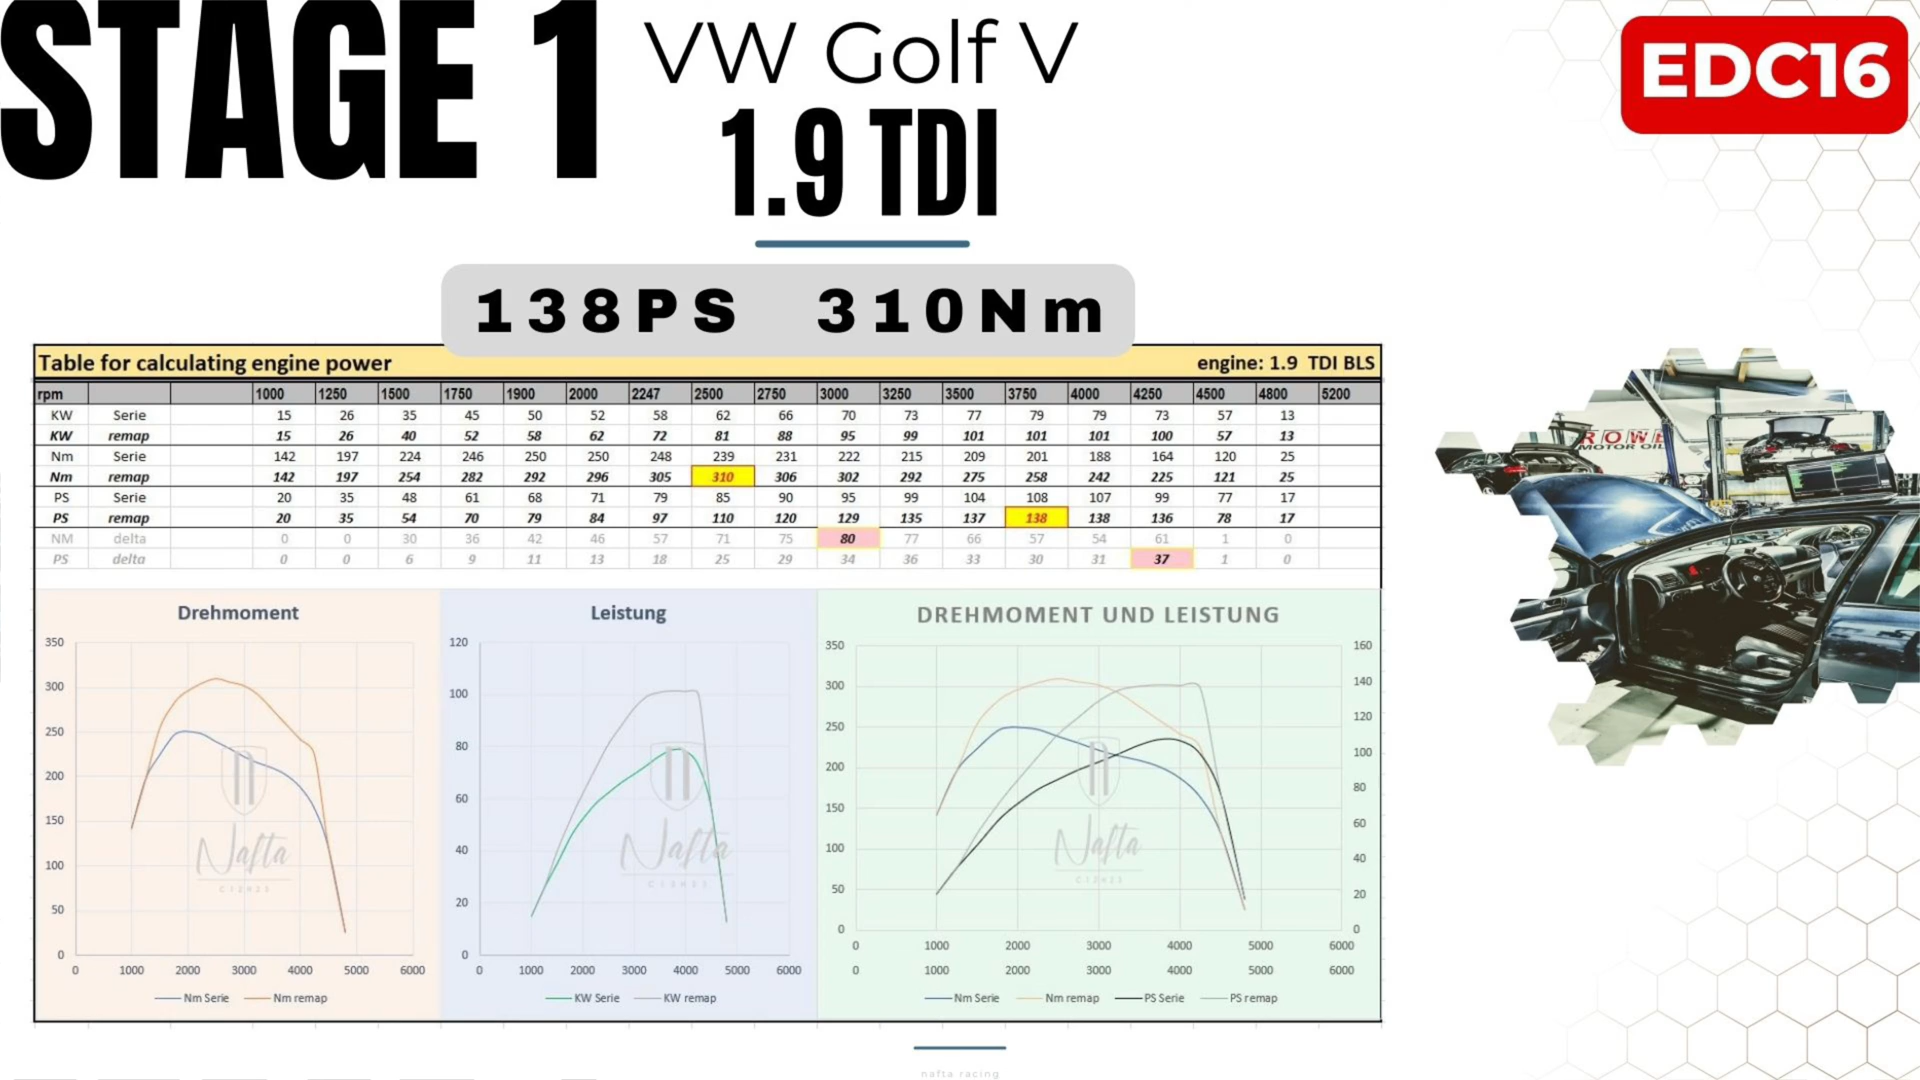 STAGE 1
VW Golf V
1.9 TDI
EDC16
138PS 310Nm
Table for calculating engine power engine: 1.9 TDI BLS
rpm 1000 1250 1500 1750 1900 2000 2247 2500 2750 3000 3250 3500 3750 4000 4250 4500 4800 5200
KW Serie 15 26 35 45 50 52 58 62 66 70 73 77 79 79 73 57 13
KW remap 15 26 40 52 58 62 72 81 88 95 99 101 101 101 100 57 13
Nm Serie 142 197 224 246 250 250 248 239 231 222 215 209 201 188 164 120 25
Nm remap 142 197 254 282 292 296 305 310 306 302 292 275 258 242 225 121 25
PS Serie 20 35 48 61 68 71 79 85 90 95 99 104 108 107 99 77 17
PS remap 20 35 54 70 79 84 97 110 120 129 135 137 138 138 136 78 17
NM delta 0 0 30 36 42 46 57 71 75 80 77 66 57 54 61 1 0
PS delta 0 0 6 9 11 13 18 25 29 34 36 33 30 31 37 1 0
Drehmoment
350
300
250
200
150
100
50
0
0 1000 2000 3000 4000 5000 6000
Nm Serie Nm remap
Nafta
C12H23
Leistung
120
100
80
60
40
20
0
0 1000 2000 3000 4000 5000 6000
KW Serie KW remap
Nafta
C12H23
DREHMOMENT UND LEISTUNG
350 160
300 140
250 120
200 100
150 80
100 60
50 40
0 20
0
0 1000 2000 3000 4000 5000 6000
0 1000 2000 3000 4000 5000 6000
Nm Serie Nm remap PS Serie PS remap
Nafta
C12H23
ROWE
MOTOR OIL
nafta racing